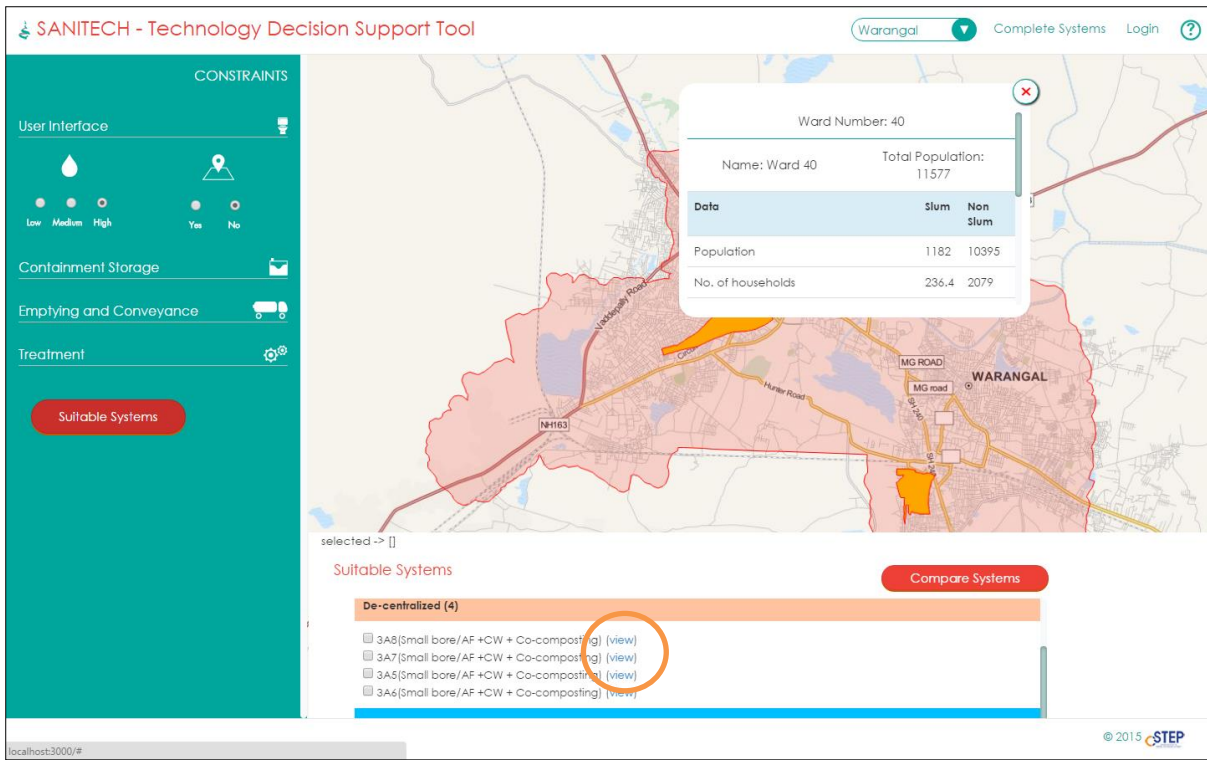 SANITECH - Technology Decision Support Tool
Warangal
Complete Systems
Login
?
CONSTRAINTS
User Interface
Low Medium High
Yes No
Containment Storage
Emptying and Conveyance
Treatment
Suitable Systems
Ward Number: 40
Name: Ward 40
Total Population:
11577
Data Slum Non
Slum
Population 1182 10395
No. of households 236.4 2079
Vaddepally Road
Hunter Road
NH163
MG ROAD
MG road
WARANGAL
SH 240
selected -> []
Suitable Systems
Compare Systems
De-centralized (4)
3A8(Small bore/AF +CW + Co-composting) (view)
3A7(Small bore/AF +CW + Co-composting) (view)
3A5(Small bore/AF +CW + Co-composting) (view)
3A6(Small bore/AF +CW + Co-composting) (view)
© 2015 CSTEP
localhost:3000/#